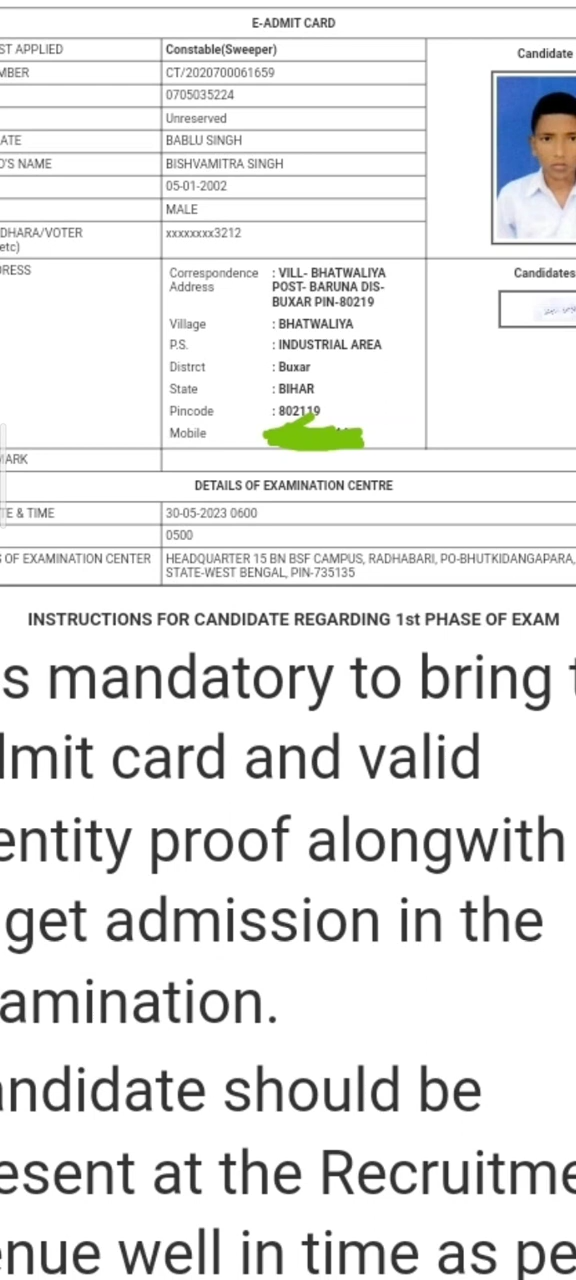 E-ADMIT CARD
ST APPLIED Constable(Sweeper) Candidate
MBER CT/2020700061659
0705035224
Unreserved
ATE BABLU SINGH
'S NAME BISHVAMITRA SINGH
05-01-2002
MALE
DHARA/VOTER xxxxxxxx3212
etc)
RESS Correspondence : VILL- BHATWALIYA Candidates
Address POST- BARUNA DIS-
BUXAR PIN-80219
Village : BHATWALIYA
P.S. : INDUSTRIAL AREA
Distrct : Buxar
State : BIHAR
Pincode : 802119
Mobile
ARK
DETAILS OF EXAMINATION CENTRE
TE & TIME 30-05-2023 0600
0500
OF EXAMINATION CENTER HEADQUARTER 15 BN BSF CAMPUS, RADHABARI, PO-BHUTKIDANGAPARA,
STATE-WEST BENGAL, PIN-735135
INSTRUCTIONS FOR CANDIDATE REGARDING 1st PHASE OF EXAM
s mandatory to bring t
dmit card and valid
entity proof alongwith
get admission in the
amination.
andidate should be
esent at the Recruitme
enue well in time as pe